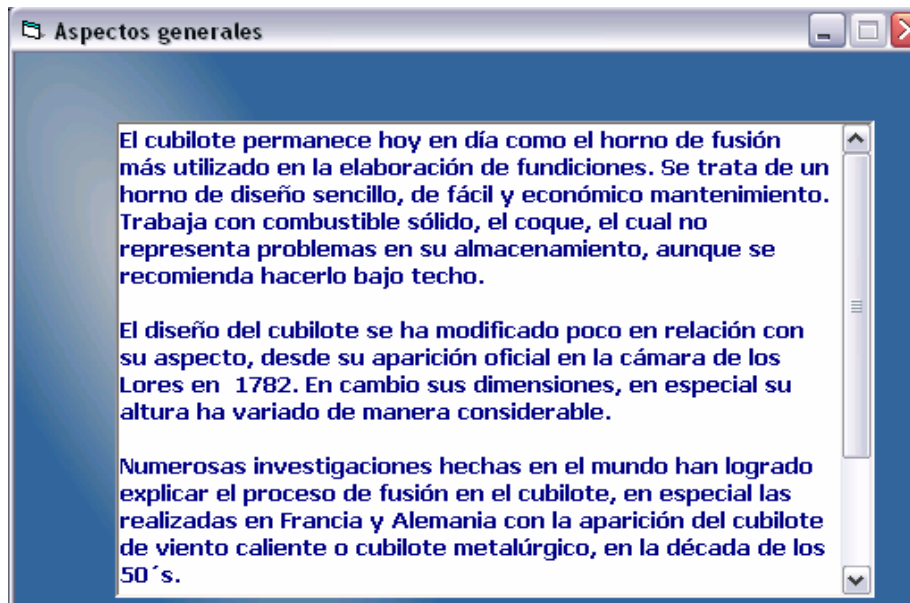 Aspectos generales
El cubilote permanece hoy en día como el horno de fusión
más utilizado en la elaboración de fundiciones. Se trata de un
horno de diseño sencillo, de fácil y económico mantenimiento.
Trabaja con combustible sólido, el coque, el cual no
representa problemas en su almacenamiento, aunque se
recomienda hacerlo bajo techo.
El diseño del cubilote se ha modificado poco en relación con
su aspecto, desde su aparición oficial en la cámara de los
Lores en  1782. En cambio sus dimensiones, en especial su
altura ha variado de manera considerable.
Numerosas investigaciones hechas en el mundo han logrado
explicar el proceso de fusión en el cubilote, en especial las
realizadas en Francia y Alemania con la aparición del cubilote
de viento caliente o cubilote metalúrgico, en la década de los
50´s.